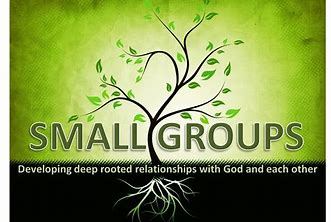 SMALL GROUPS
Developing deep rooted relationships with God and each other